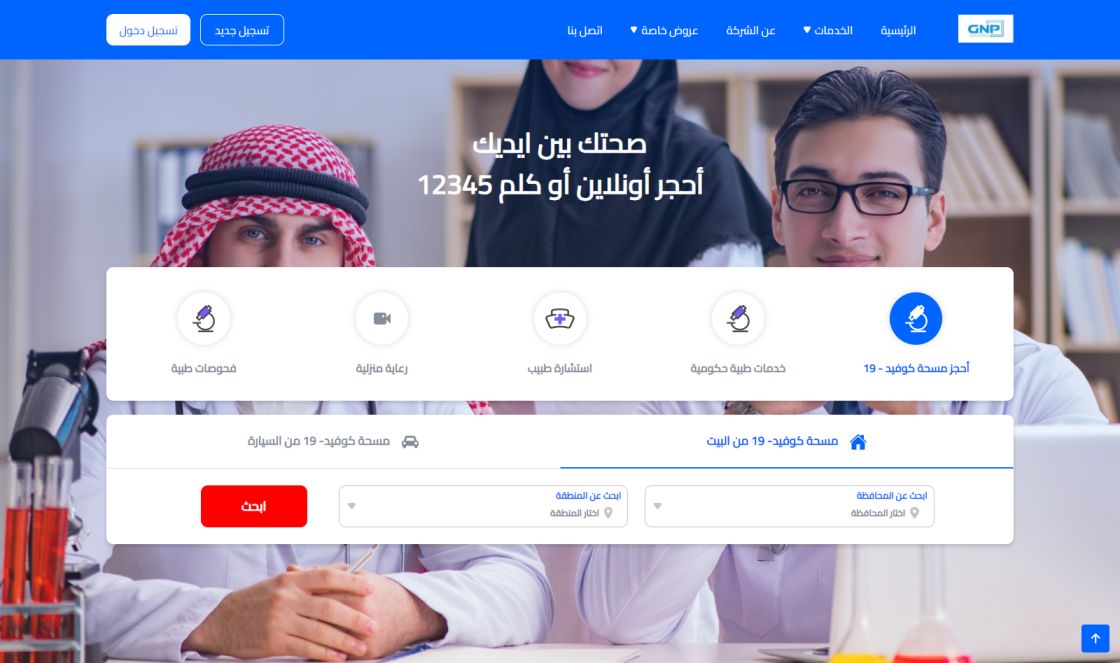 GNP
الرئيسية
الخدمات
عن الشركة
عروض خاصة
اتصل بنا
تسجيل جديد
تسجيل دخول
صحتك بين ايديك
أحجر أونلاين أو كلم 12345
أحجز مسحة كوفيد - 19
خدمات طبية حكومية
استشارة طبيب
رعاية منزلية
فحوصات طبية
مسحة كوفيد- 19 من البيت
مسحة كوفيد- 19 من السيارة
ابحث عن المحافظة
اختار المحافظة
ابحث عن المنطقة
اختار المنطقة
ابحث